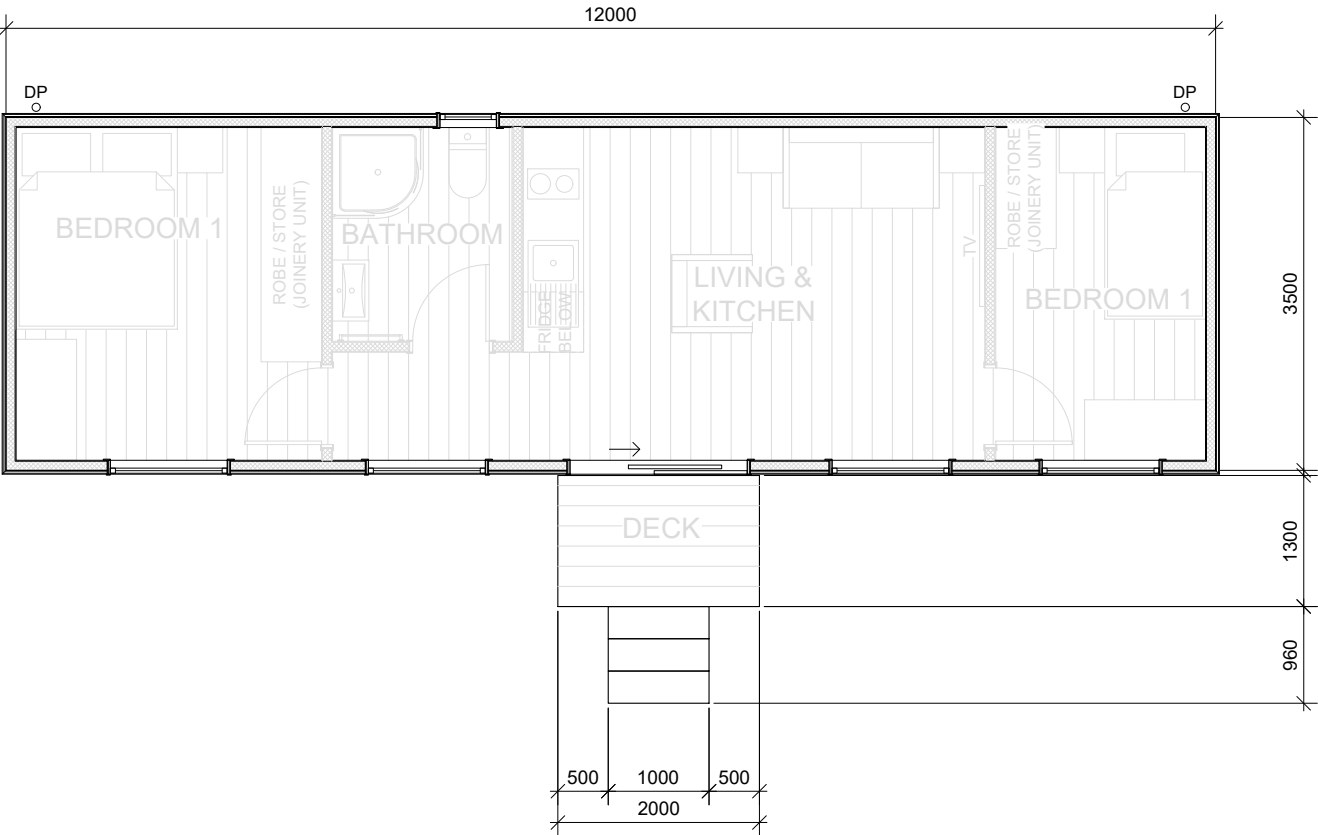 12000
DP
DP
BEDROOM 1
ROBE / STORE
(JOINERY UNIT)
BATHROOM
FRIDGE
BELOW
LIVING &
KITCHEN
TV
ROBE / STORE
(JOINERY UNIT)
BEDROOM 1
3500
DECK
1300
960
500
1000
500
2000